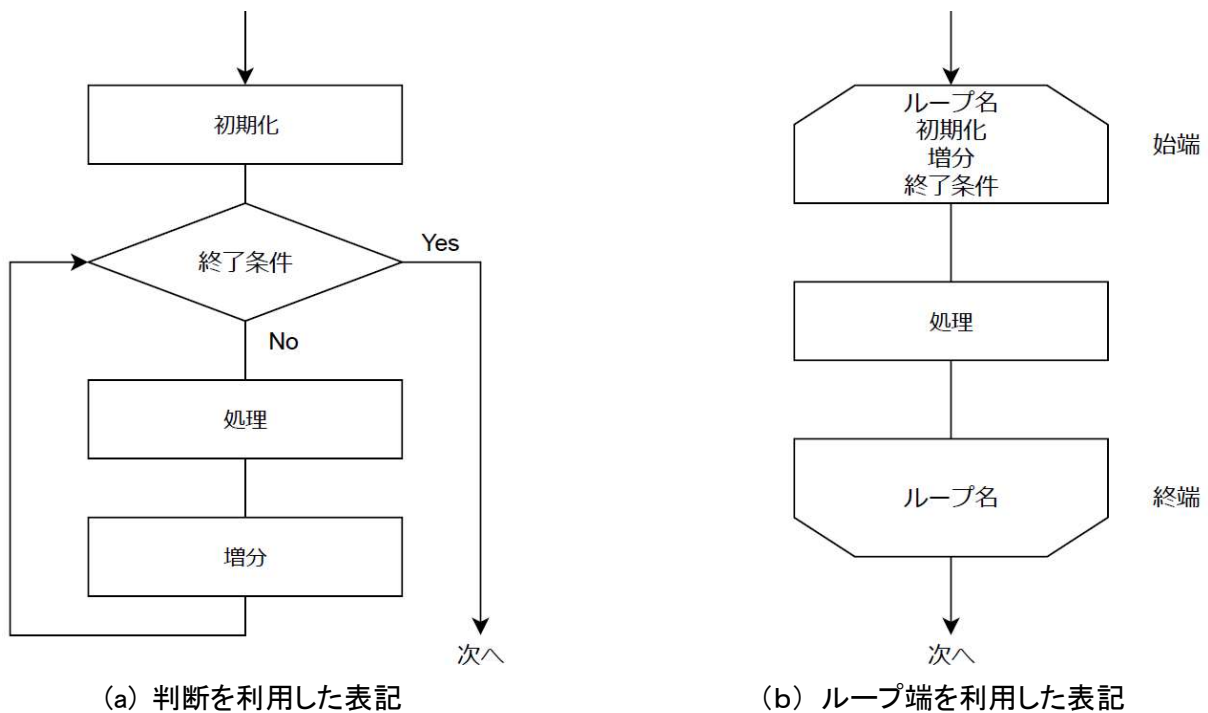 初期化
終了条件
Yes
No
処理
増分
次へ
(a) 判断を利用した表記
ループ名
初期化
増分
終了条件
始端
処理
ループ名
終端
次へ
(b) ループ端を利用した表記